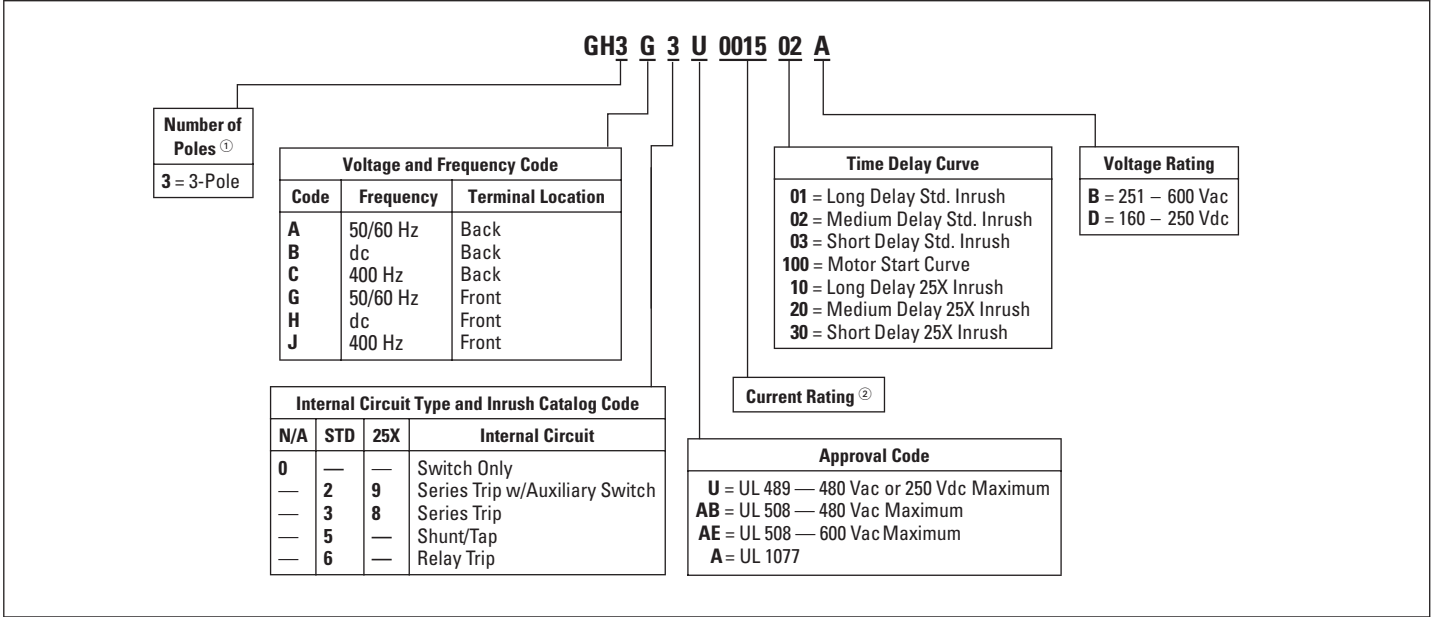 GH3 G 3 U 0015 02 A
Number of
Poles ①
3 = 3-Pole
Voltage and Frequency Code
Code Frequency Terminal Location
A 50/60 Hz Back
B dc Back
C 400 Hz Back
G 50/60 Hz Front
H dc Front
J 400 Hz Front
Time Delay Curve
01 = Long Delay Std. Inrush
02 = Medium Delay Std. Inrush
03 = Short Delay Std. Inrush
100 = Motor Start Curve
10 = Long Delay 25X Inrush
20 = Medium Delay 25X Inrush
30 = Short Delay 25X Inrush
Voltage Rating
B = 251 – 600 Vac
D = 160 – 250 Vdc
Internal Circuit Type and Inrush Catalog Code
N/A STD 25X Internal Circuit
0 — — Switch Only
— 2 9 Series Trip w/Auxiliary Switch
— 3 8 Series Trip
— 5 — Shunt/Tap
— 6 — Relay Trip
Current Rating ②
Approval Code
U = UL 489 — 480 Vac or 250 Vdc Maximum
AB = UL 508 — 480 Vac Maximum
AE = UL 508 — 600 Vac Maximum
A = UL 1077